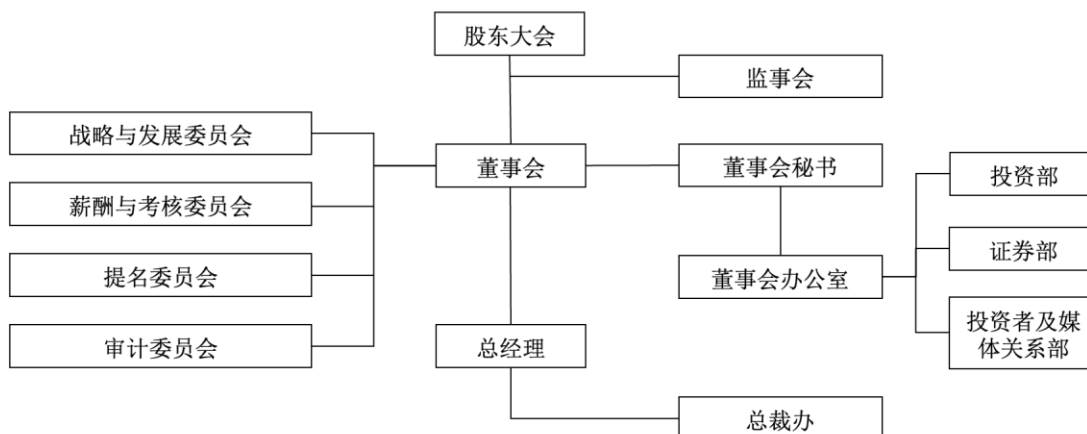 股东大会
监事会
战略与发展委员会
董事会
董事会秘书
投资部
薪酬与考核委员会
证券部
提名委员会
董事会办公室
投资者及媒
体关系部
审计委员会
总经理
总裁办